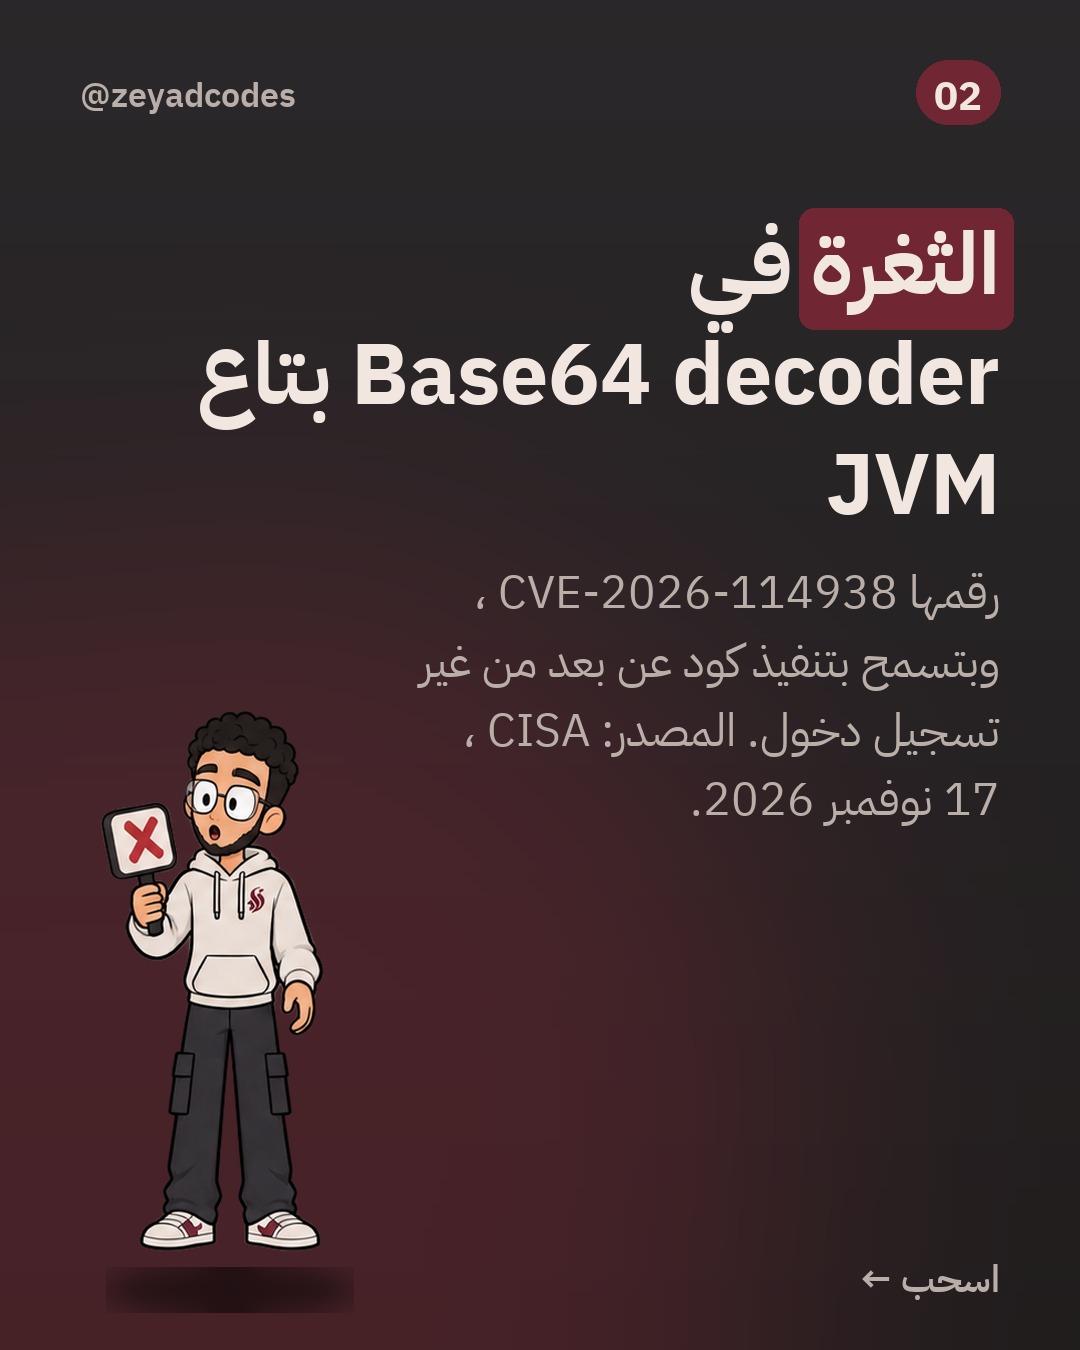 @zeyadcodes
02
الثغرة في
Base64 decoder بتاع
JVM
رقمها CVE-2026-114938 ،
وبتسمح بتنفيذ كود عن بعد من غير
تسجيل دخول. المصدر: CISA ،
17 نوفمبر 2026.
اسحب ←